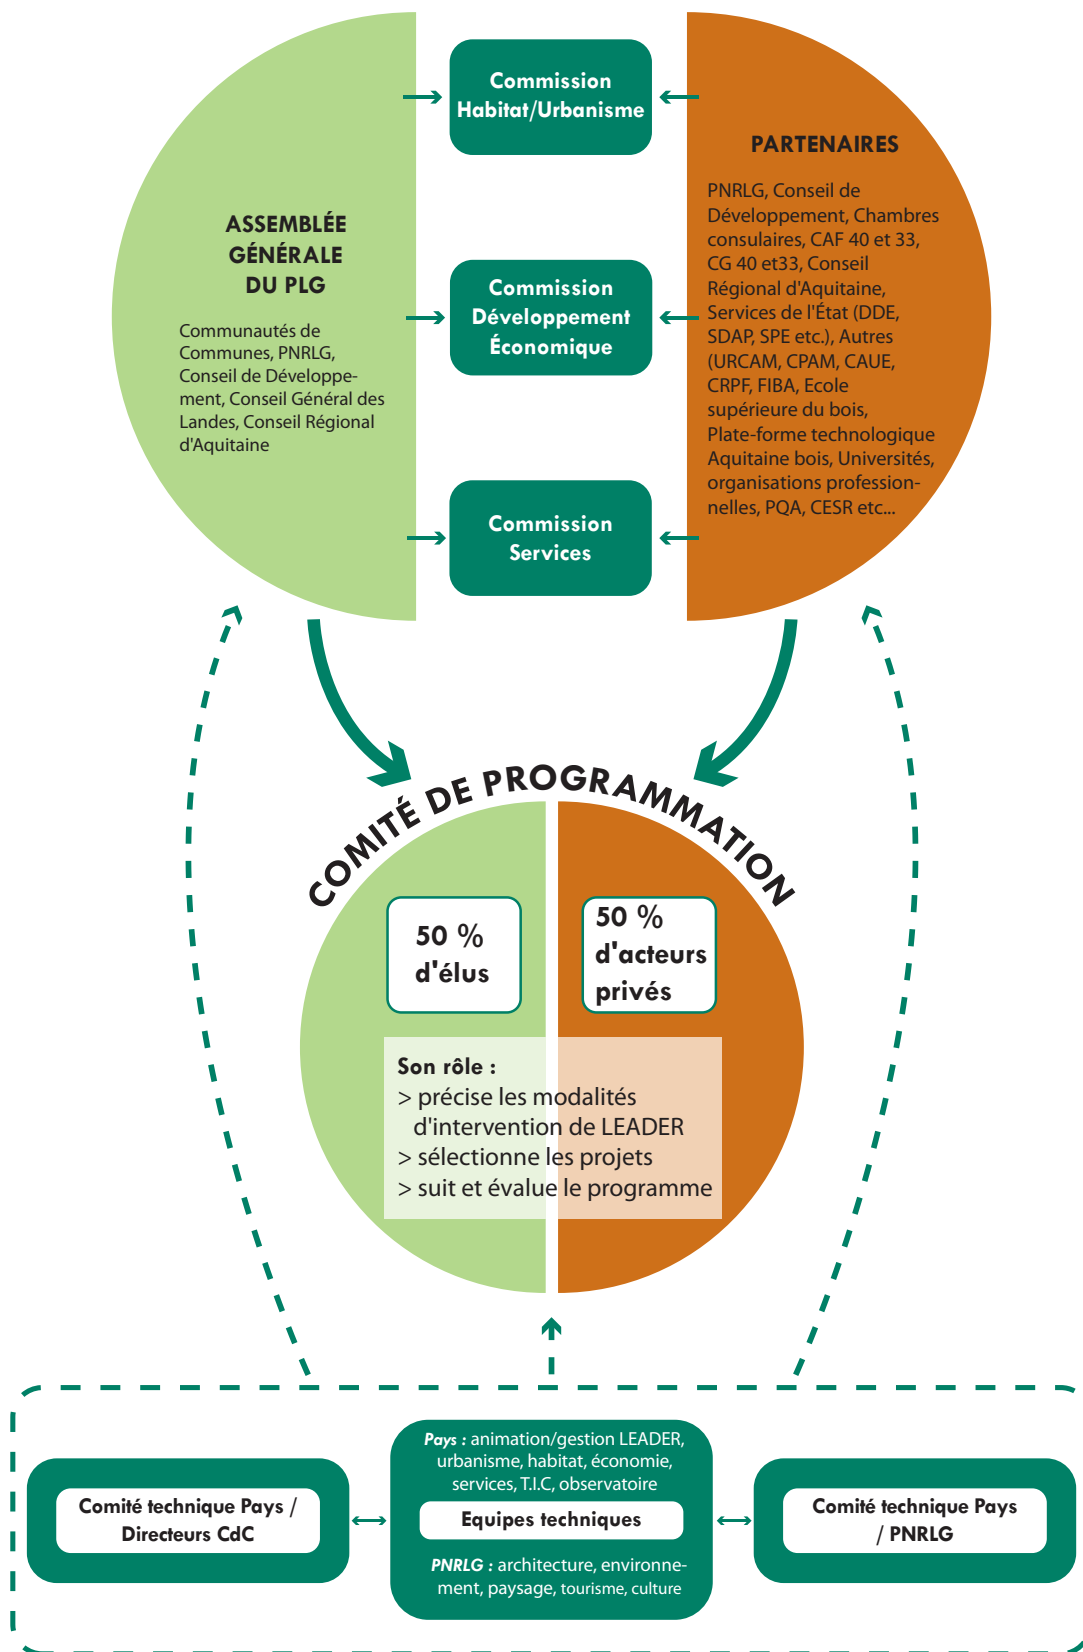 Commission
Habitat/Urbanisme
ASSEMBLÉE
GÉNÉRALE
DU PLG
Communautés de
Communes, PNRLG,
Conseil de Développe-
ment, Conseil Général des
Landes, Conseil Régional
d'Aquitaine
Commission
Développement
Économique
Commission
Services
PARTENAIRES
PNRLG, Conseil de
Développement, Chambres
consulaires, CAF 40 et 33,
CG 40 et33, Conseil
Régional d'Aquitaine,
Services de l'État (DDE,
SDAP, SPE etc.), Autres
(URCAM, CPAM, CAUE,
CRPF, FIBA, Ecole
supérieure du bois,
Plate-forme technologique
Aquitaine bois, Universités,
organisations profession-
nelles, PQA, CESR etc...
COMITÉ DE PROGRAMMATION
50 %
d'élus
50 %
d'acteurs
privés
Son rôle :
> précise les modalités
d'intervention de LEADER
> sélectionne les projets
> suit et évalue le programme
Comité technique Pays /
Directeurs CdC
Pays : animation/gestion LEADER,
urbanisme, habitat, économie,
services, T.I.C, observatoire
Equipes techniques
PNRLG : architecture, environne-
ment, paysage, tourisme, culture
Comité technique Pays
/ PNRLG